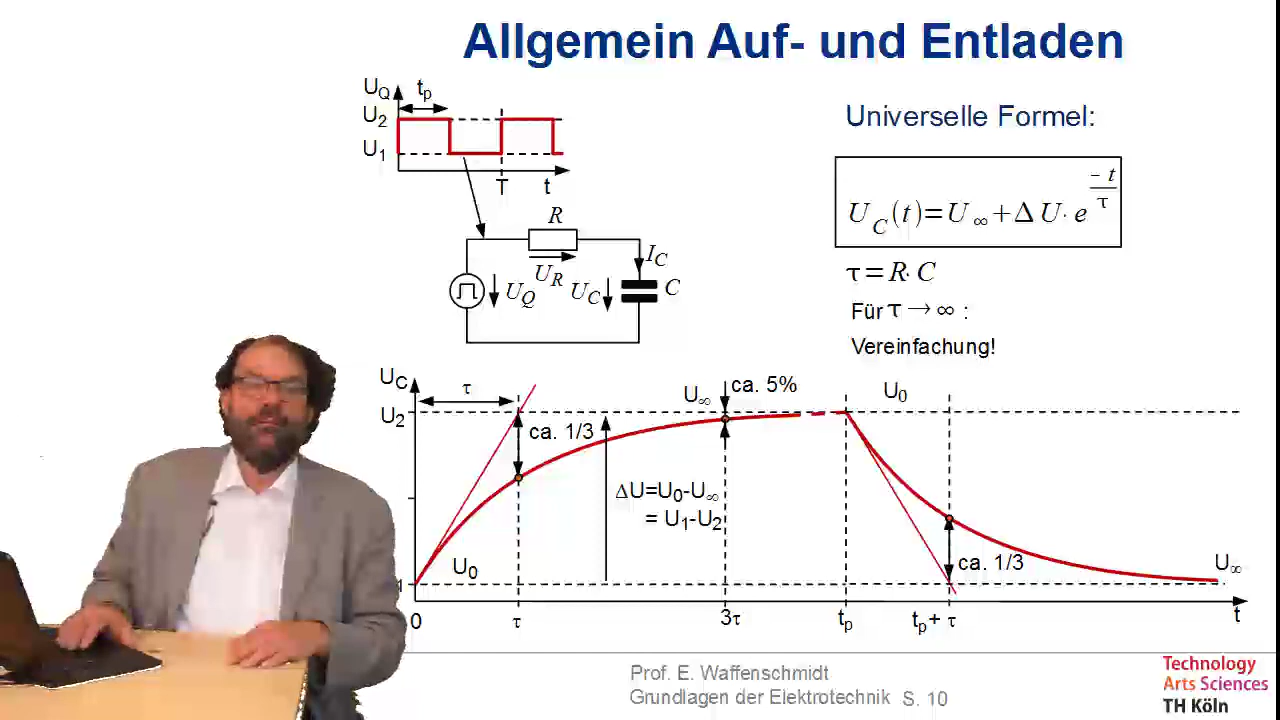 Allgemein Auf- und Entladen
U_Q
t_p
U_2
U_1
T
t
Universelle Formel:
U_C(t)=U_∞+Δ U· e^(−t/τ)
τ=R· C
Für τ → ∞ :
Vereinfachung!
R
I_C
U_R
U_Q
U_C
C
U_C
τ
U_2
ca. 1/3
U_∞
ca. 5%
U_0
ΔU=U_0-U_∞
= U_1-U_2
U_0
ca. 1/3
U_∞
1
0
τ
3τ
t_p
t_p+ τ
t
Prof. E. Waffenschmidt
Grundlagen der Elektrotechnik S. 10
Technology
Arts Sciences
TH Köln